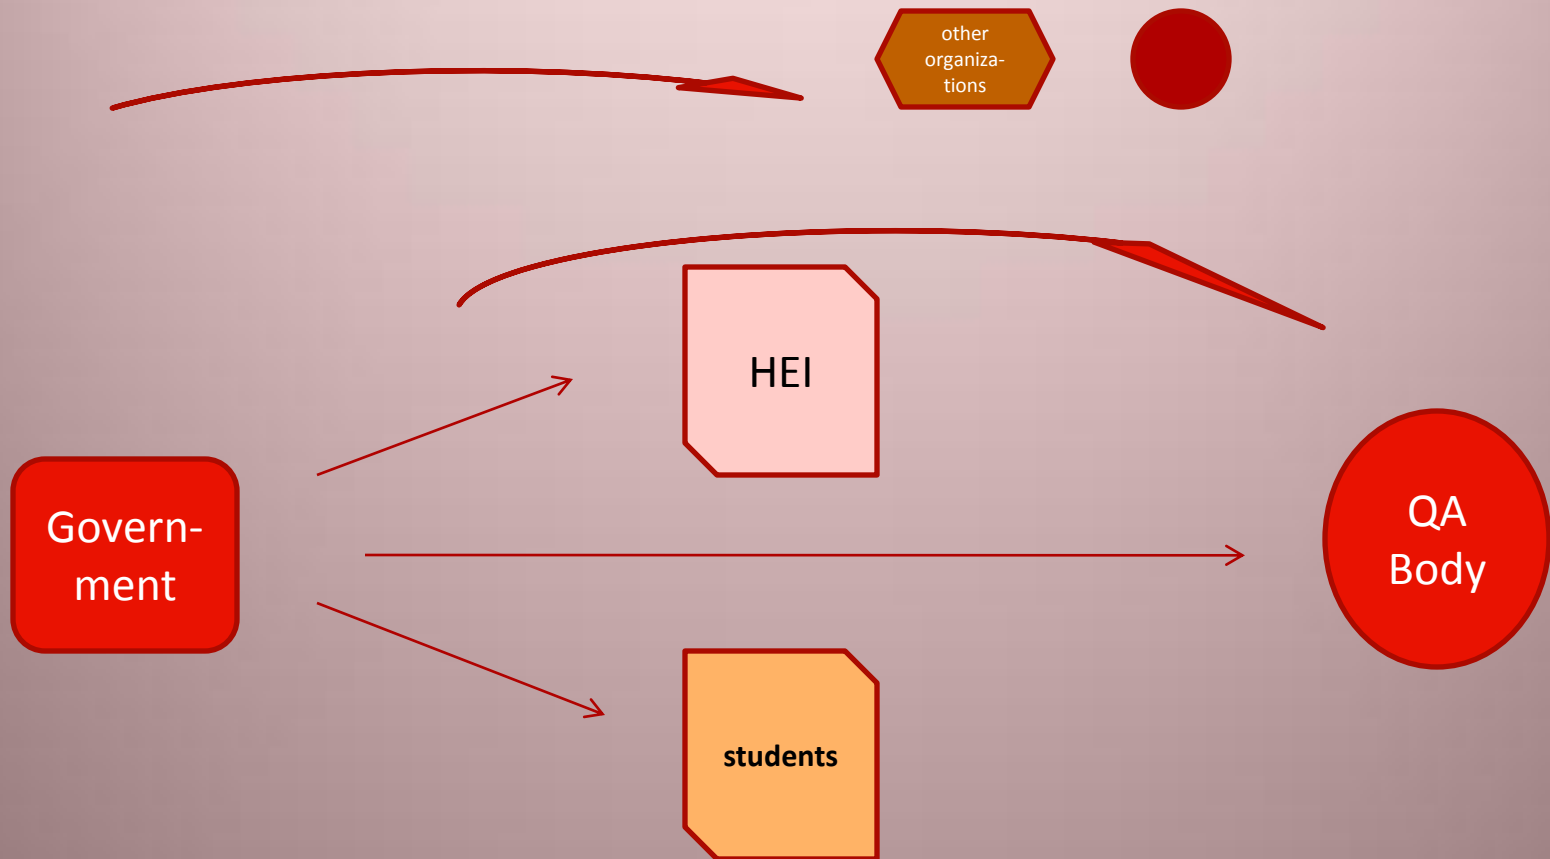 other
organiza-
tions
HEI
Govern-
ment
QA
Body
students